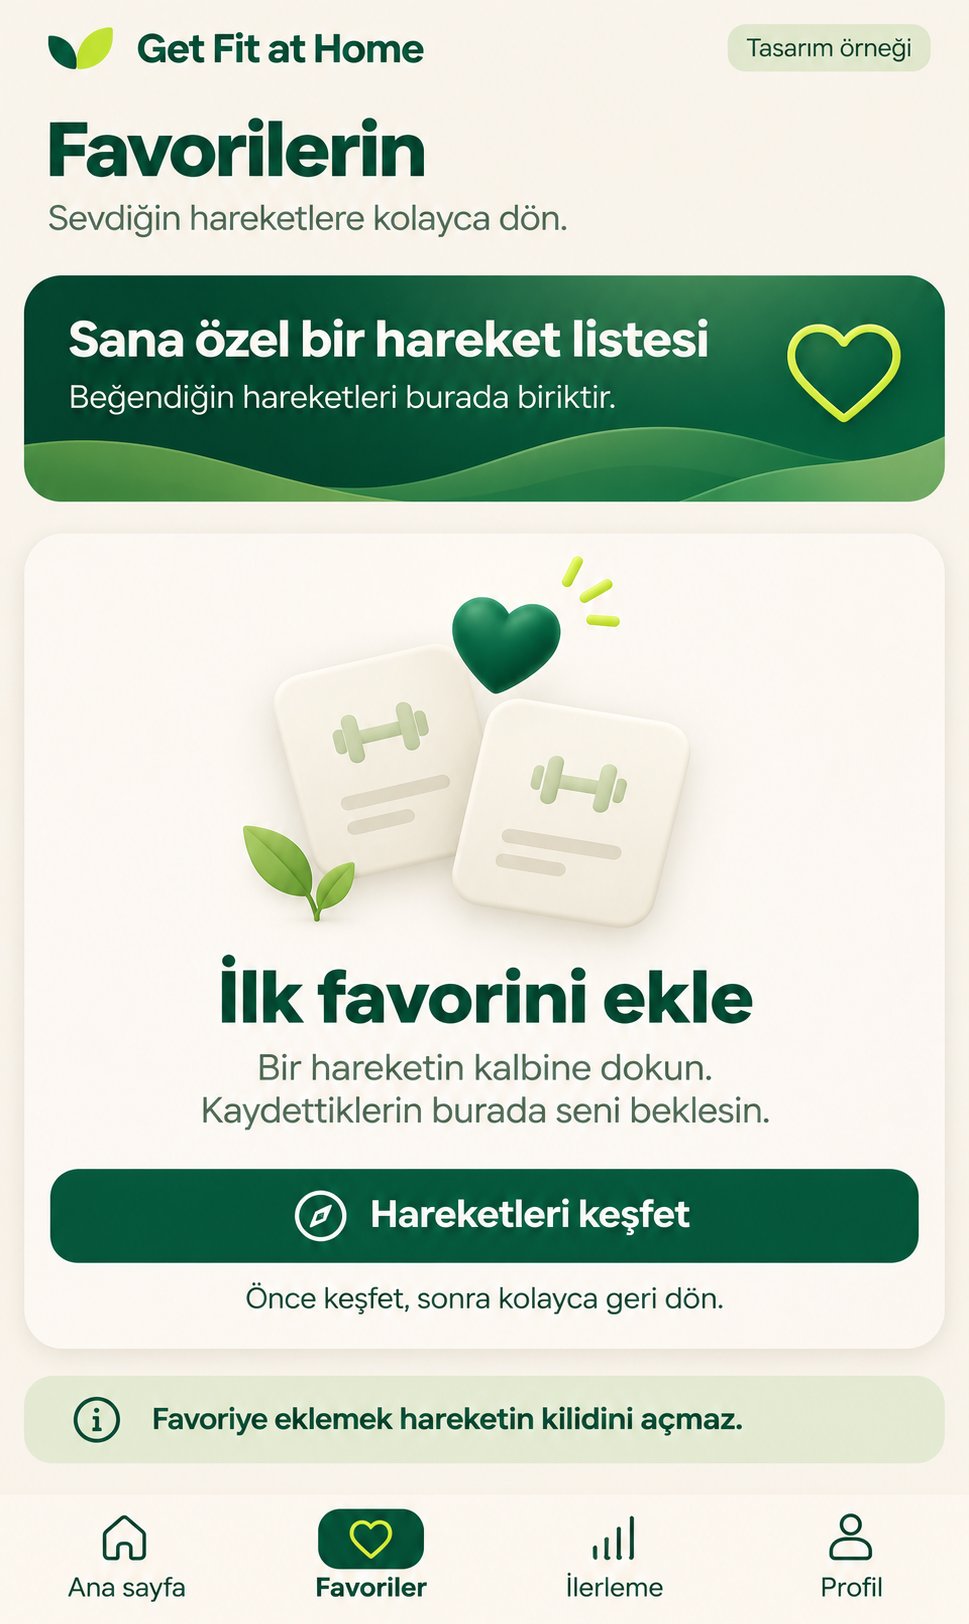 Get Fit at Home
Tasarım örneği
Favorilerin
Sevdiğin hareketlere kolayca dön.
Sana özel bir hareket listesi
Beğendiğin hareketleri burada biriktir.
İlk favorini ekle
Bir hareketin kalbine dokun.
Kaydettiklerin burada seni beklesin.
Hareketleri keşfet
Önce keşfet, sonra kolayca geri dön.
Favoriye eklemek hareketin kilidini açmaz.
Ana sayfa
Favoriler
İlerleme
Profil